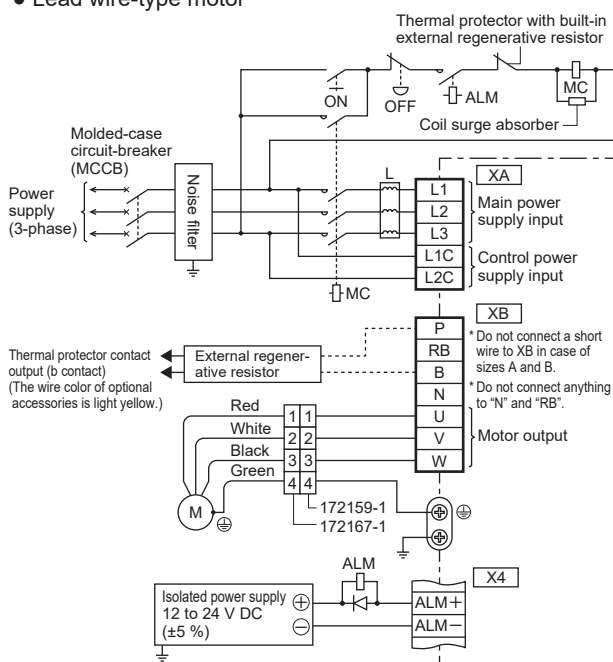 ● Lead wire-type motor
Thermal protector with built-in
external regenerative resistor
ON
OFF
ALM
MC
Coil surge absorber
Molded-case
circuit-breaker
(MCCB)
Power
supply
(3-phase)
Noise filter
L
MC
XA
L1
L2
L3
L1C
L2C
Main power
supply input
Control power
supply input
XB
P
RB
B
N
U
V
W
* Do not connect a short
wire to XB in case of
sizes A and B.
* Do not connect anything
to “N” and “RB”.
Motor output
Thermal protector contact
output (b contact)
(The wire color of optional
accessories is light yellow.)
External regener-
ative resistor
Red
White
Black
Green
1 1
2 2
3 3
4 4
M
172159-1
172167-1
ALM
X4
Isolated power supply
12 to 24 V DC
(±5 %)
ALM+
ALM−